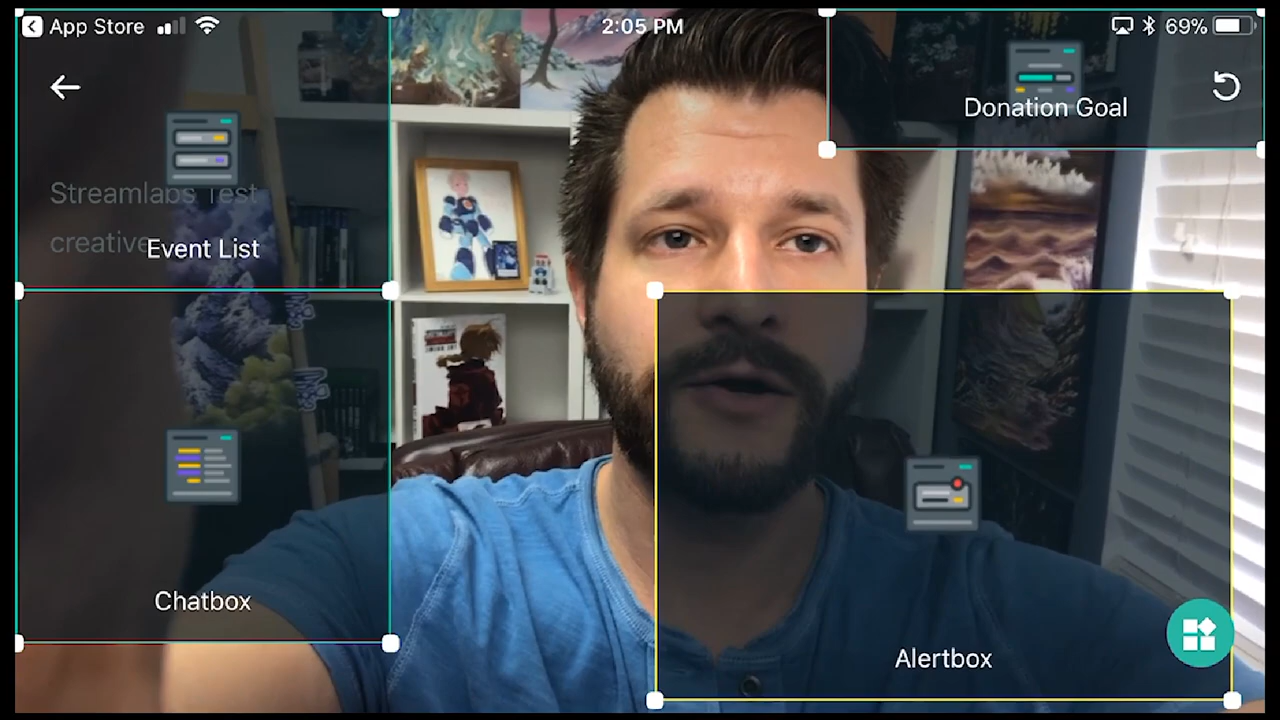 App Store
2:05 PM
69%
Donation Goal
Streamlabs Test
creative
Event List
Chatbox
Alertbox